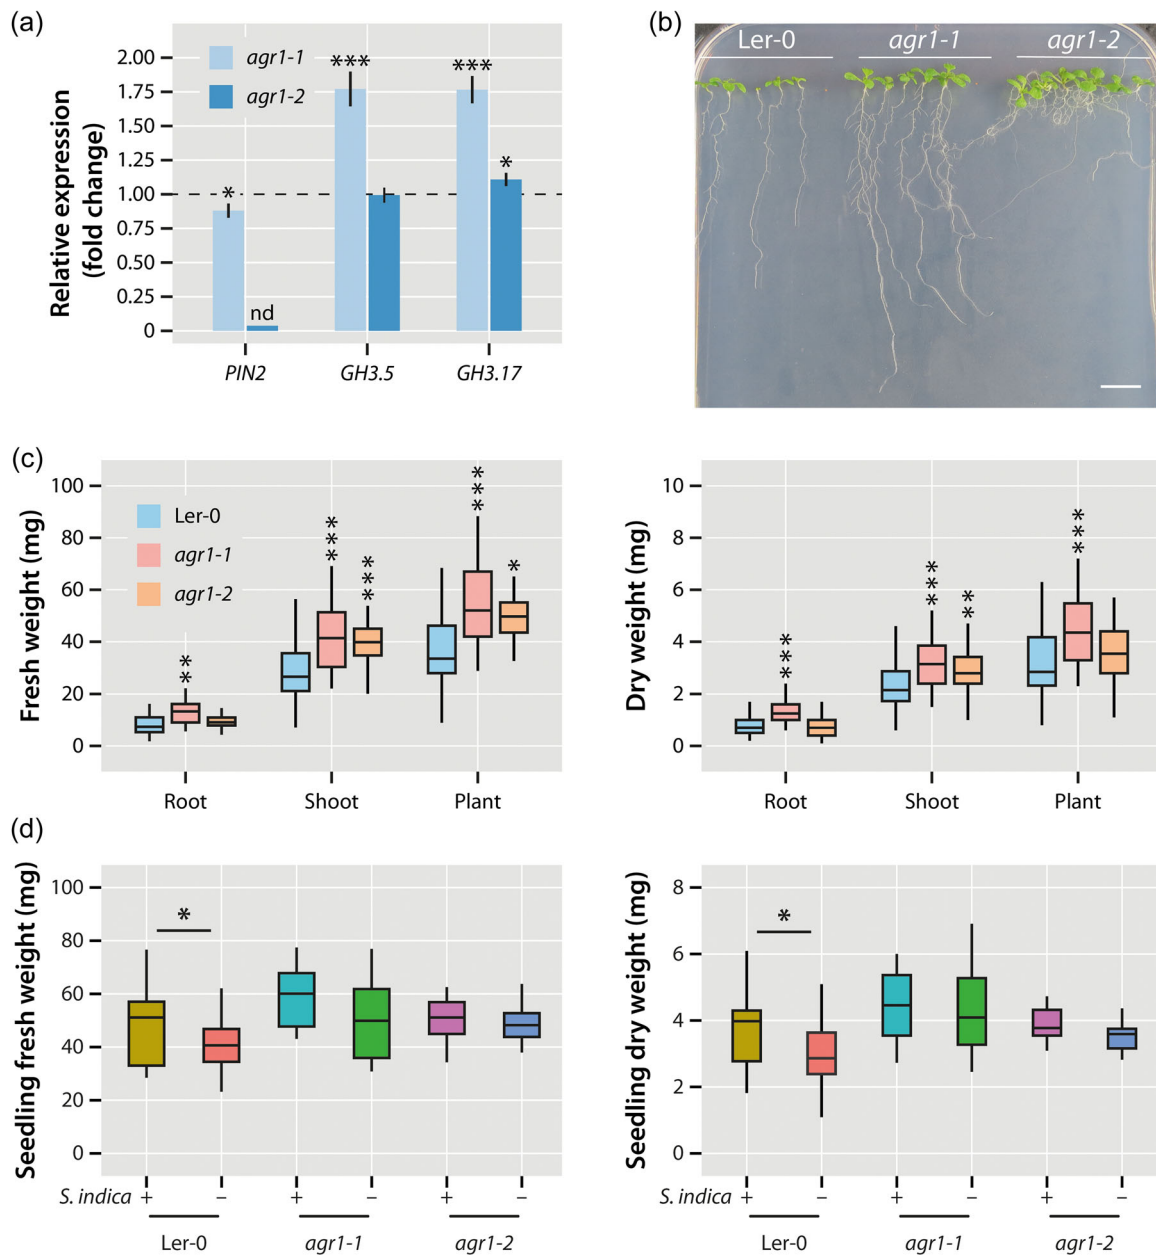 (a)
Relative expression
(fold change)
2.00
1.75
1.50
1.25
1.00
0.75
0.50
0.25
0
agr1-1
agr1-2
*
nd
***
***
*
PIN2 GH3.5 GH3.17
(b)
Ler-0 agr1-1 agr1-2
(c)
Fresh weight (mg)
100
80
60
40
20
0
Ler-0
agr1-1
agr1-2
**
***
***
***
*
Root Shoot Plant
Dry weight (mg)
10
8
6
4
2
0
***
***
**
***
Root Shoot Plant
(d)
Seedling fresh weight (mg)
100
80
60
40
20
0
*
S. indica + – + – + –
Ler-0 agr1-1 agr1-2
Seedling dry weight (mg)
8
6
4
2
0
*
S. indica + – + – + –
Ler-0 agr1-1 agr1-2